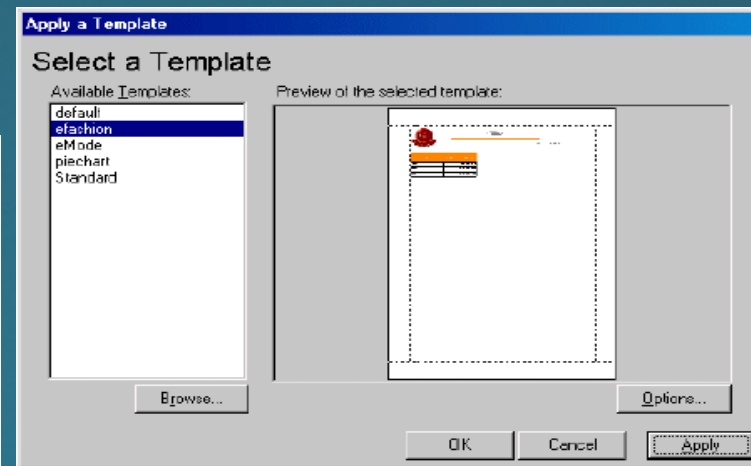 Apply a Template
Select a Template
Available Templates:
Preview of the selected template:
default
efashion
eMode
piechart
Standard
Browse...
Options...
OK
Cancel
Apply